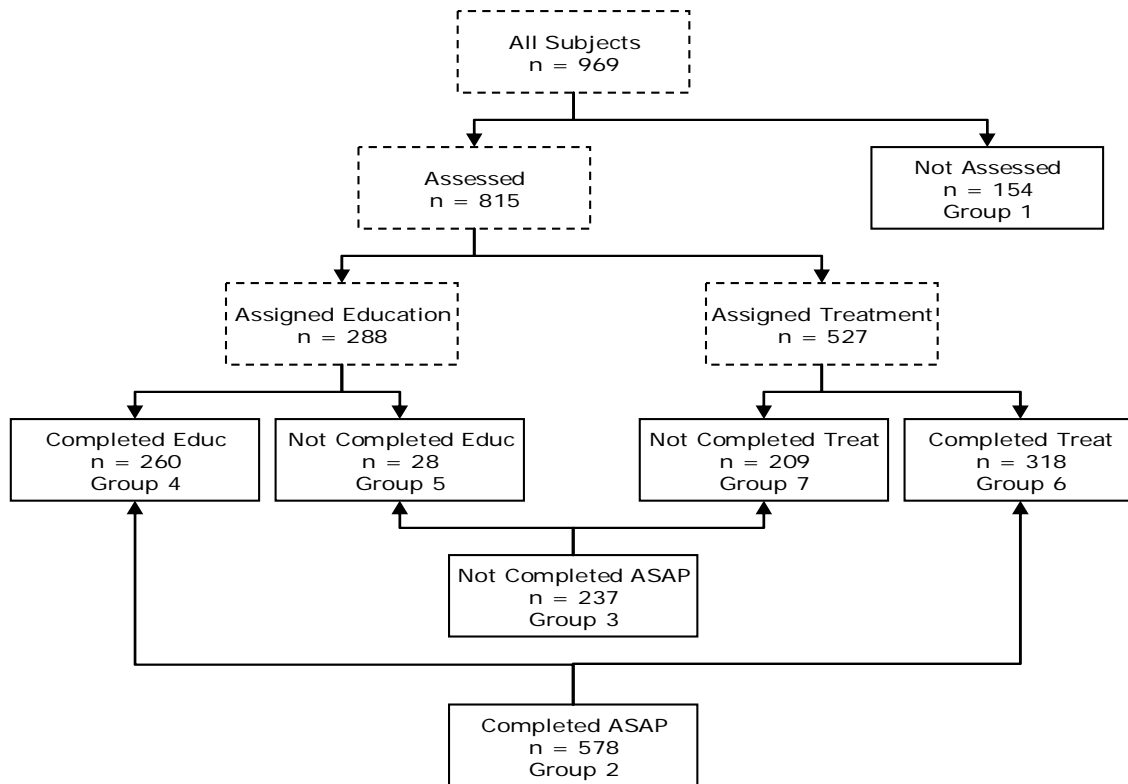 All Subjects
n = 969
Assessed
n = 815
Not Assessed
n = 154
Group 1
Assigned Education
n = 288
Assigned Treatment
n = 527
Completed Educ
n = 260
Group 4
Not Completed Educ
n = 28
Group 5
Not Completed Treat
n = 209
Group 7
Completed Treat
n = 318
Group 6
Not Completed ASAP
n = 237
Group 3
Completed ASAP
n = 578
Group 2